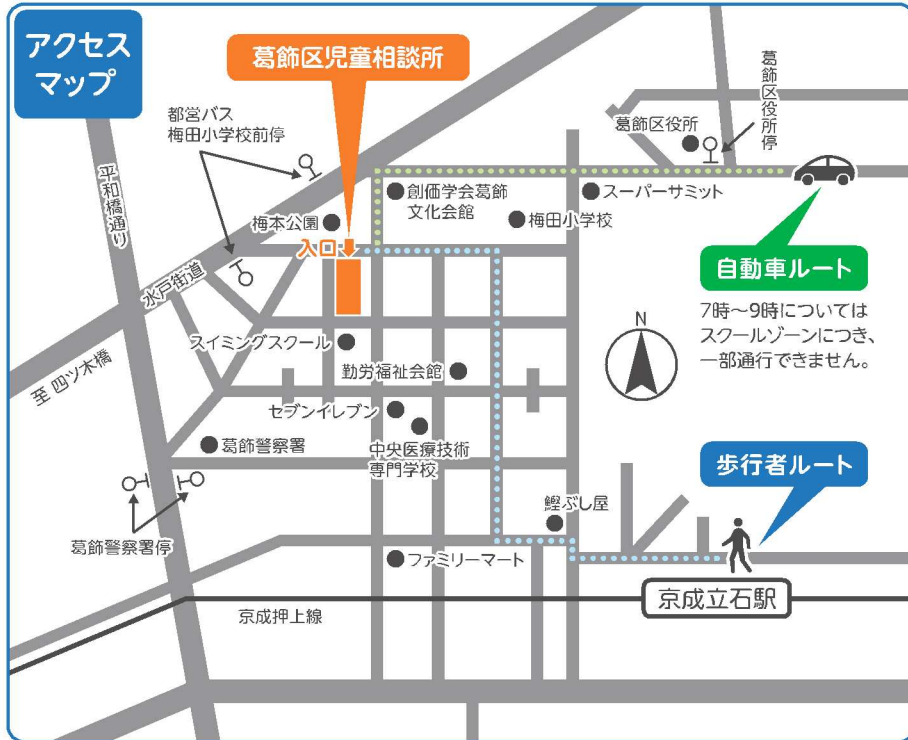 アクセス
マップ
葛飾区児童相談所
都営バス
梅田小学校前停
平和橋通り
葛飾区役所
葛飾区役所停
創価学会葛飾
文化会館
スーパーサミット
梅田小学校
梅本公園
入口
水戸街道
自動車ルート
7時～9時については
スクールゾーンにつき、
一部通行できません。
N
スイミングスクール
至 四ツ木橋
勤労福祉会館
セブンイレブン
葛飾警察署
中央医療技術
専門学校
歩行者ルート
鰹ぶし屋
葛飾警察署停
ファミリーマート
京成立石駅
京成押上線